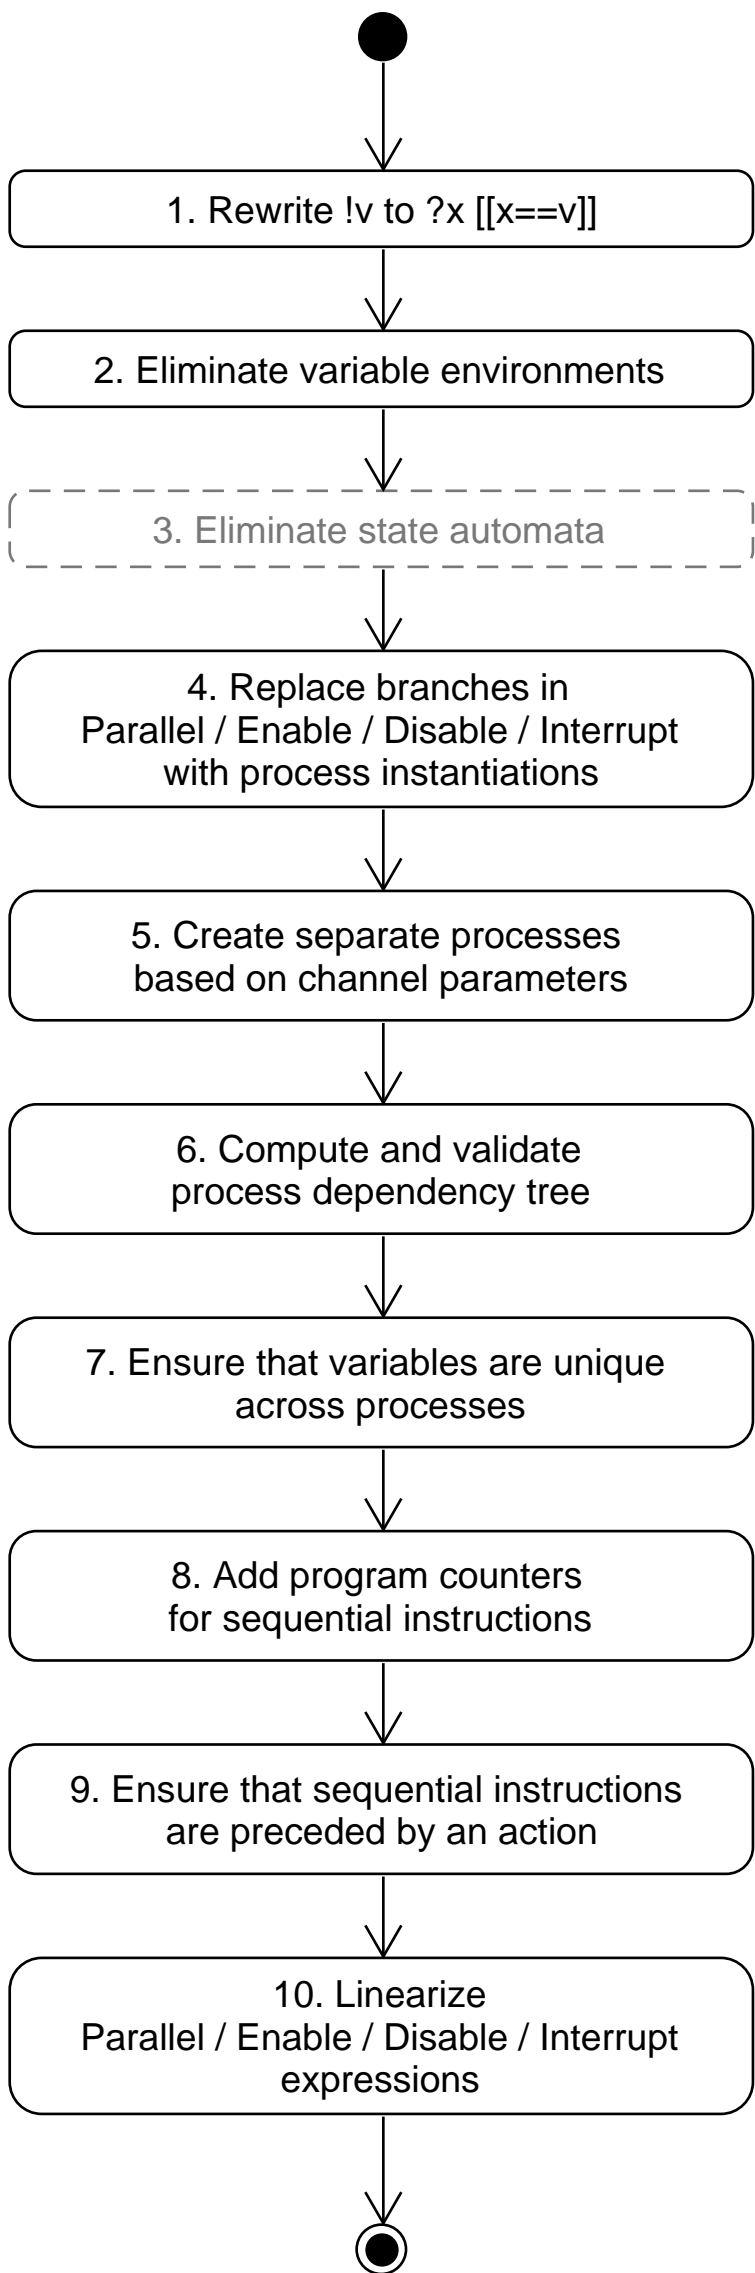 1. Rewrite !v to ?x [[x==v]]
2. Eliminate variable environments
3. Eliminate state automata
4. Replace branches in
Parallel / Enable / Disable / Interrupt
with process instantiations
5. Create separate processes
based on channel parameters
6. Compute and validate
process dependency tree
7. Ensure that variables are unique
across processes
8. Add program counters
for sequential instructions
9. Ensure that sequential instructions
are preceded by an action
10. Linearize
Parallel / Enable / Disable / Interrupt
expressions